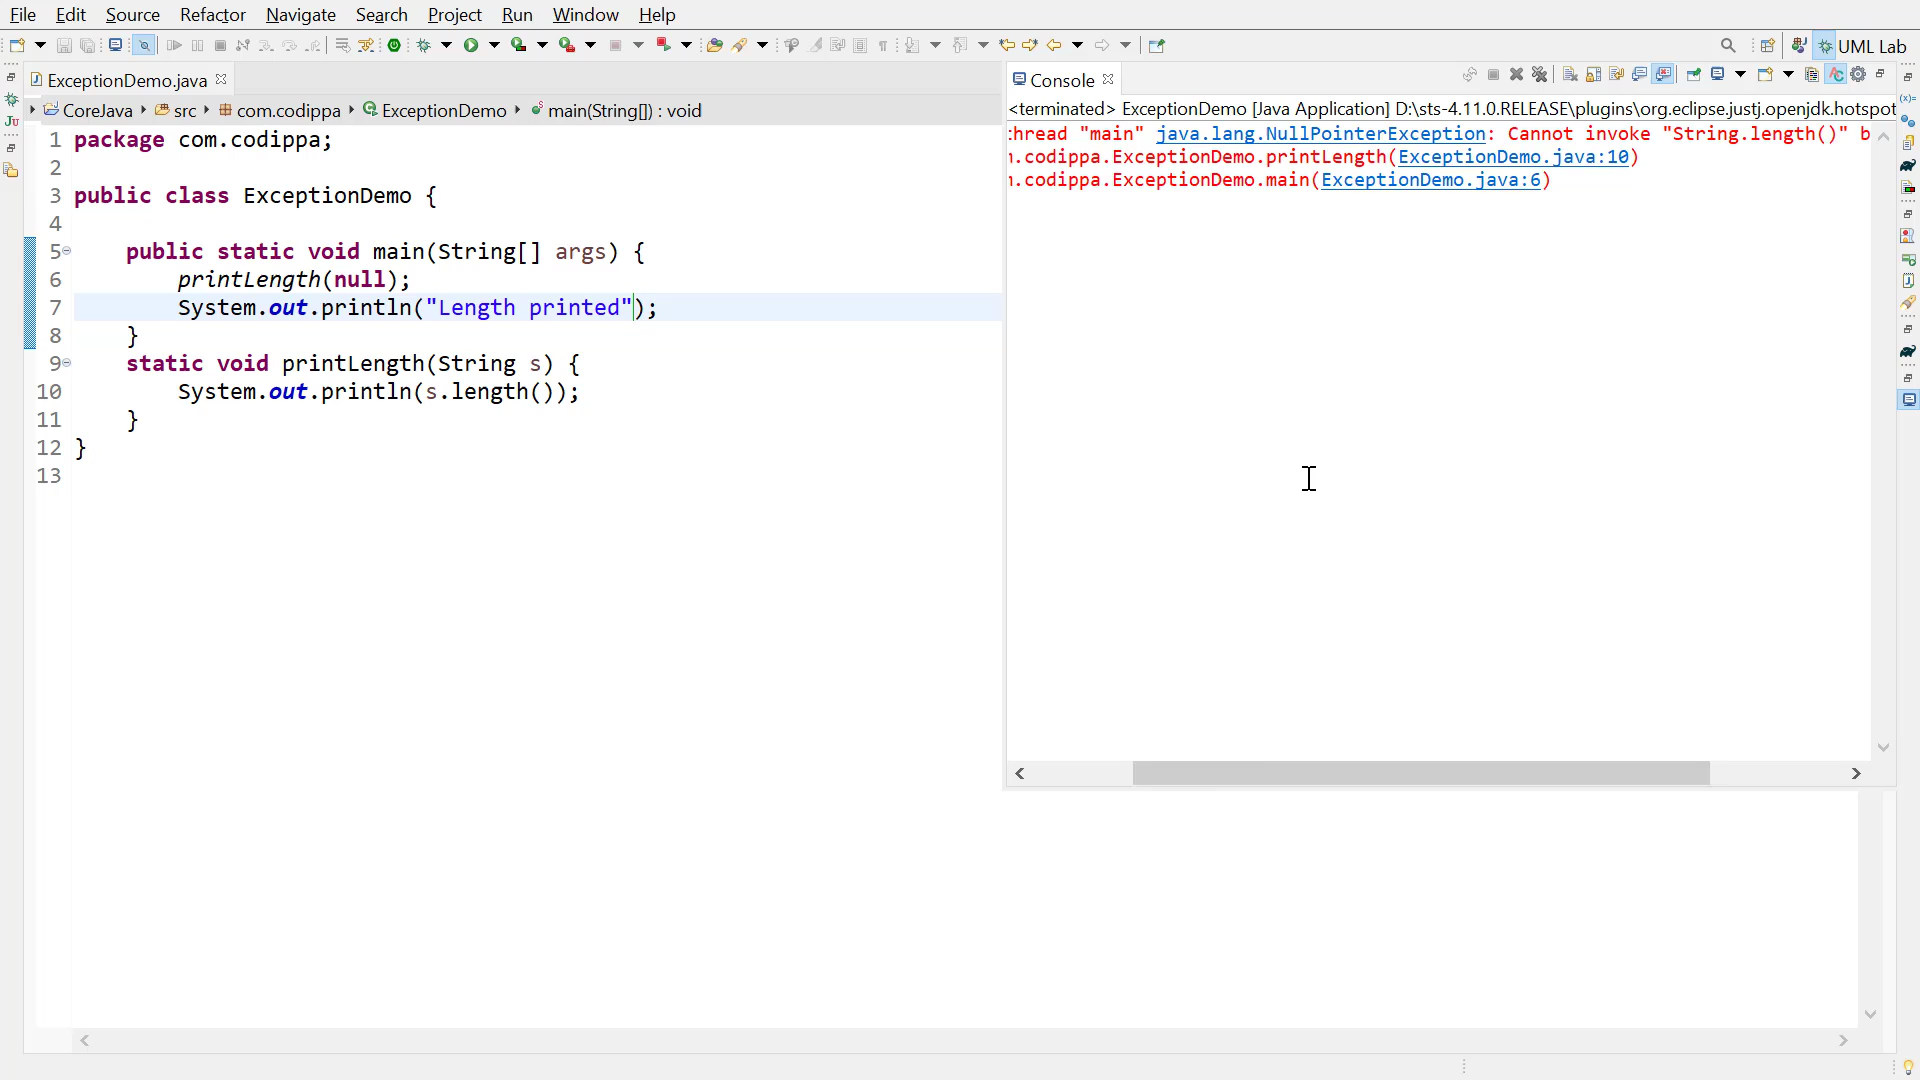 File Edit Source Refactor Navigate Search Project Run Window Help
UML Lab
ExceptionDemo.java
CoreJava src com.codippa ExceptionDemo main(String[]) : void
1 package com.codippa;
2
3 public class ExceptionDemo {
4
5 public static void main(String[] args) {
6 printLength(null);
7 System.out.println("Length printed");
8 }
9 static void printLength(String s) {
10 System.out.println(s.length());
11 }
12 }
13
Console
<terminated> ExceptionDemo [Java Application] D:\sts-4.11.0.RELEASE\plugins\org.eclipse.justj.openjdk.hotspot
hread "main" java.lang.NullPointerException: Cannot invoke "String.length()" b
.codippa.ExceptionDemo.printLength(ExceptionDemo.java:10)
.codippa.ExceptionDemo.main(ExceptionDemo.java:6)